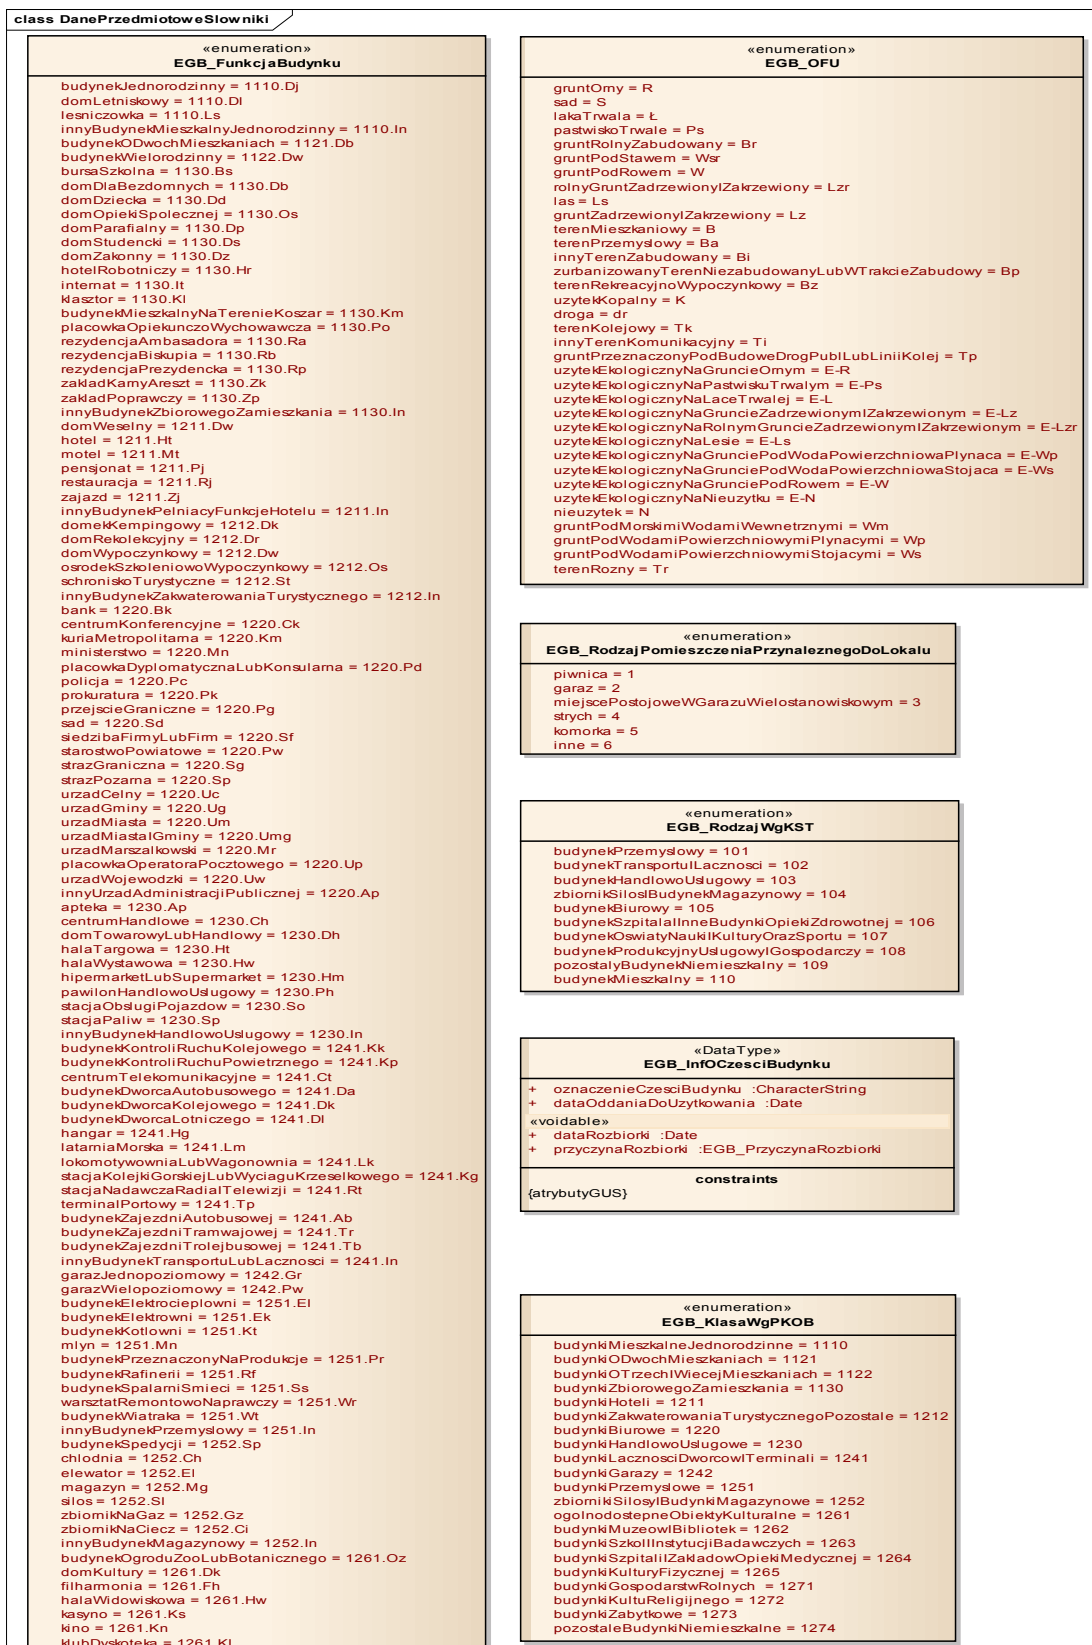 class DanePrzedmiotoweSlowniki
«enumeration»
EGB_FunkcjaBudynku
budynekJednorodzinny = 1110.Dj
domLetniskowy = 1110.Dl
lesniczowka = 1110.Ls
innyBudynekMieszkalnyJednorodzinny = 1110.In
budynekODwochMieszkaniach = 1121.Db
budynekWielorodzinny = 1122.Dw
bursaSzkolna = 1130.Bs
domDlaBezdomnych = 1130.Db
domDziecka = 1130.Dd
domOpiekiSpolecznej = 1130.Os
domParafialny = 1130.Dp
domStudencki = 1130.Ds
domZakonny = 1130.Dz
hotelRobotniczy = 1130.Hr
internat = 1130.It
klasztor = 1130.Kl
budynekMieszkalnyNaTerenieKoszar = 1130.Km
placowkaOpiekunczoWychowawcza = 1130.Po
rezydencjaAmbasadora = 1130.Ra
rezydencjaBiskupia = 1130.Rb
rezydencjaPrezydencka = 1130.Rp
zakladKarnyAreszt = 1130.Zk
zakladPoprawczy = 1130.Zp
innyBudynekZbiorowegoZamieszkania = 1130.In
domWeselny = 1211.Dw
hotel = 1211.Ht
motel = 1211.Mt
pensjonat = 1211.Pj
restauracja = 1211.Rj
zajazd = 1211.Zj
innyBudynekPelniacyFunkcjeHotelu = 1211.In
domekKempingowy = 1212.Dk
domRekolekcyjny = 1212.Dr
domWypoczynkowy = 1212.Dw
osrodekSzkoleniowoWypoczynkowy = 1212.Os
schroniskoTurystyczne = 1212.St
innyBudynekZakwaterowaniaTurystycznego = 1212.In
bank = 1220.Bk
centrumKonferencyjne = 1220.Ck
kuriaMetropolitarna = 1220.Km
ministerstwo = 1220.Mn
placowkaDyplomatycznaLubKonsularna = 1220.Pd
policja = 1220.Pc
prokuratura = 1220.Pk
przejscieGraniczne = 1220.Pg
sad = 1220.Sd
siedzibaFirmyLubFirm = 1220.Sf
starostwoPowiatowe = 1220.Pw
strazGraniczna = 1220.Sg
strazPozarna = 1220.Sp
urzadCelny = 1220.Uc
urzadGminy = 1220.Ug
urzadMiasta = 1220.Um
urzadMiastaIGminy = 1220.Umg
urzadMarszalkowski = 1220.Mr
placowkaOperatoraPocztowego = 1220.Up
urzadWojewodzki = 1220.Uw
innyUrzadAdministracjiPublicznej = 1220.Ap
apteka = 1230.Ap
centrumHandlowe = 1230.Ch
domTowarowyLubHandlowy = 1230.Dh
halaTargowa = 1230.Ht
halaWystawowa = 1230.Hw
hipermarketLubSupermarket = 1230.Hm
pawilonHandlowoUslugowy = 1230.Ph
stacjaObslugiPojazdow = 1230.So
stacjaPaliw = 1230.Sp
innyBudynekHandlowoUslugowy = 1230.In
budynekKontroliRuchuKolejowego = 1241.Kk
budynekKontroliRuchuPowietrznego = 1241.Kp
centrumTelekomunikacyjne = 1241.Ct
budynekDworcaAutobusowego = 1241.Da
budynekDworcaKolejowego = 1241.Dk
budynekDworcaLotniczego = 1241.Dl
hangar = 1241.Hg
latarniaMorska = 1241.Lm
lokomotywowniaLubWagonownia = 1241.Lk
stacjaKolejkiGorskiejLubWyciaguKrzeselkowego = 1241.Kg
stacjaNadawczaRadiaITelewizji = 1241.Rt
terminalPortowy = 1241.Tp
budynekZajezdniAutobusowej = 1241.Ab
budynekZajezdniTramwajowej = 1241.Tr
budynekZajezdniTrolejbusowej = 1241.Tb
innyBudynekTransportuLubLacznosci = 1241.In
garazJednopoziomowy = 1242.Gr
garazWielopoziomowy = 1242.Pw
budynekElektrocieplowni = 1251.El
budynekElektrowni = 1251.Ek
budynekKotlowni = 1251.Kt
mlyn = 1251.Mn
budynekPrzeznaczonyNaProdukcje = 1251.Pr
budynekRafinerii = 1251.Rf
budynekSpalarniSmieci = 1251.Ss
warsztatRemontowoNaprawczy = 1251.Wr
budynekWiatraka = 1251.Wt
innyBudynekPrzemyslowy = 1251.In
budynekSpedycji = 1252.Sp
chlodnia = 1252.Ch
elewator = 1252.El
magazyn = 1252.Mg
silos = 1252.Sl
zbiornikNaGaz = 1252.Gz
zbiornikNaCiecz = 1252.Ci
innyBudynekMagazynowy = 1252.In
budynekOgroduZooLubBotanicznego = 1261.Oz
domKultury = 1261.Dk
filharmonia = 1261.Fh
halaWidowiskowa = 1261.Hw
kasyno = 1261.Ks
kino = 1261.Kn
klubDyskoteka = 1261.Kl
«enumeration»
EGB_OFU
gruntOrny = R
sad = S
lakaTrwala = Ł
pastwiskoTrwale = Ps
gruntRolnyZabudowany = Br
gruntPodStawem = Wsr
gruntPodRowem = W
rolnyGruntZadrzewionyIZakrzewiony = Lzr
las = Ls
gruntZadrzewionyIZakrzewiony = Lz
terenMieszkaniowy = B
terenPrzemyslowy = Ba
innyTerenZabudowany = Bi
zurbanizowanyTerenNiezabudowanyLubWTrakcieZabudowy = Bp
terenRekreacyjnoWypoczynkowy = Bz
uzytekKopalny = K
droga = dr
terenKolejowy = Tk
innyTerenKomunikacyjny = Ti
gruntPrzeznaczonyPodBudoweDrogPublLubLiniiKolej = Tp
uzytekEkologicznyNaGruncieOrnym = E-R
uzytekEkologicznyNaPastwiskuTrwalym = E-Ps
uzytekEkologicznyNaLaceTrwalej = E-L
uzytekEkologicznyNaGruncieZadrzewionymIZakrzewionym = E-Lz
uzytekEkologicznyNaRolnymGruncieZadrzewionymIZakrzewionym = E-Lzr
uzytekEkologicznyNaLesie = E-Ls
uzytekEkologicznyNaGrunciePodWodaPowierzchniowaPlynaca = E-Wp
uzytekEkologicznyNaGrunciePodWodaPowierzchniowaStojaca = E-Ws
uzytekEkologicznyNaGrunciePodRowem = E-W
uzytekEkologicznyNaNieuzytku = E-N
nieuzytek = N
gruntPodMorskimiWodamiWewnetrznymi = Wm
gruntPodWodamiPowierzchniowymiPlynacymi = Wp
gruntPodWodamiPowierzchniowymiStojacymi = Ws
terenRozny = Tr
«enumeration»
EGB_RodzajPomieszczeniaPrzynaleznegoDoLokalu
piwnica = 1
garaz = 2
miejscePostojoweWGarazuWielostanowiskowym = 3
strych = 4
komorka = 5
inne = 6
«enumeration»
EGB_RodzajWgKST
budynekPrzemyslowy = 101
budynekTransportuILacznosci = 102
budynekHandlowoUslugowy = 103
zbiornikSilosIBudynekMagazynowy = 104
budynekBiurowy = 105
budynekSzpitalaIInneBudynkiOpiekiZdrowotnej = 106
budynekOswiatyNaukiIKulturyOrazSportu = 107
budynekProdukcyjnyUslugowyIGospodarczy = 108
pozostalyBudynekNiemieszkalny = 109
budynekMieszkalny = 110
«DataType»
EGB_InfOCzesciBudynku
+ oznaczenieCzesciBudynku :CharacterString
+ dataOddaniaDoUzytkowania :Date
«voidable»
+ dataRozbiorki :Date
+ przyczynaRozbiorki :EGB_PrzyczynaRozbiorki
constraints
{atrybutyGUS}
«enumeration»
EGB_KlasaWgPKOB
budynkiMieszkalneJednorodzinne = 1110
budynkiODwochMieszkaniach = 1121
budynkiOTrzechIWiecejMieszkaniach = 1122
budynkiZbiorowegoZamieszkania = 1130
budynkiHoteli = 1211
budynkiZakwaterowaniaTurystycznegoPozostale = 1212
budynkiBiurowe = 1220
budynkiHandlowoUslugowe = 1230
budynkiLacznosciDworcowITerminali = 1241
budynkiGarazy = 1242
budynkiPrzemyslowe = 1251
zbiornikiSilosyIBudynkiMagazynowe = 1252
ogolnodostepneObiektyKulturalne = 1261
budynkiMuzeowIBibliotek = 1262
budynkiSzkolIInstytucjiBadawczych = 1263
budynkiSzpitaliIZakladowOpiekiMedycznej = 1264
budynkiKulturyFizycznej = 1265
budynkiGospodarstwRolnych = 1271
budynkiKultuReligijnego = 1272
budynkiZabytkowe = 1273
pozostaleBudynkiNiemieszkalne = 1274